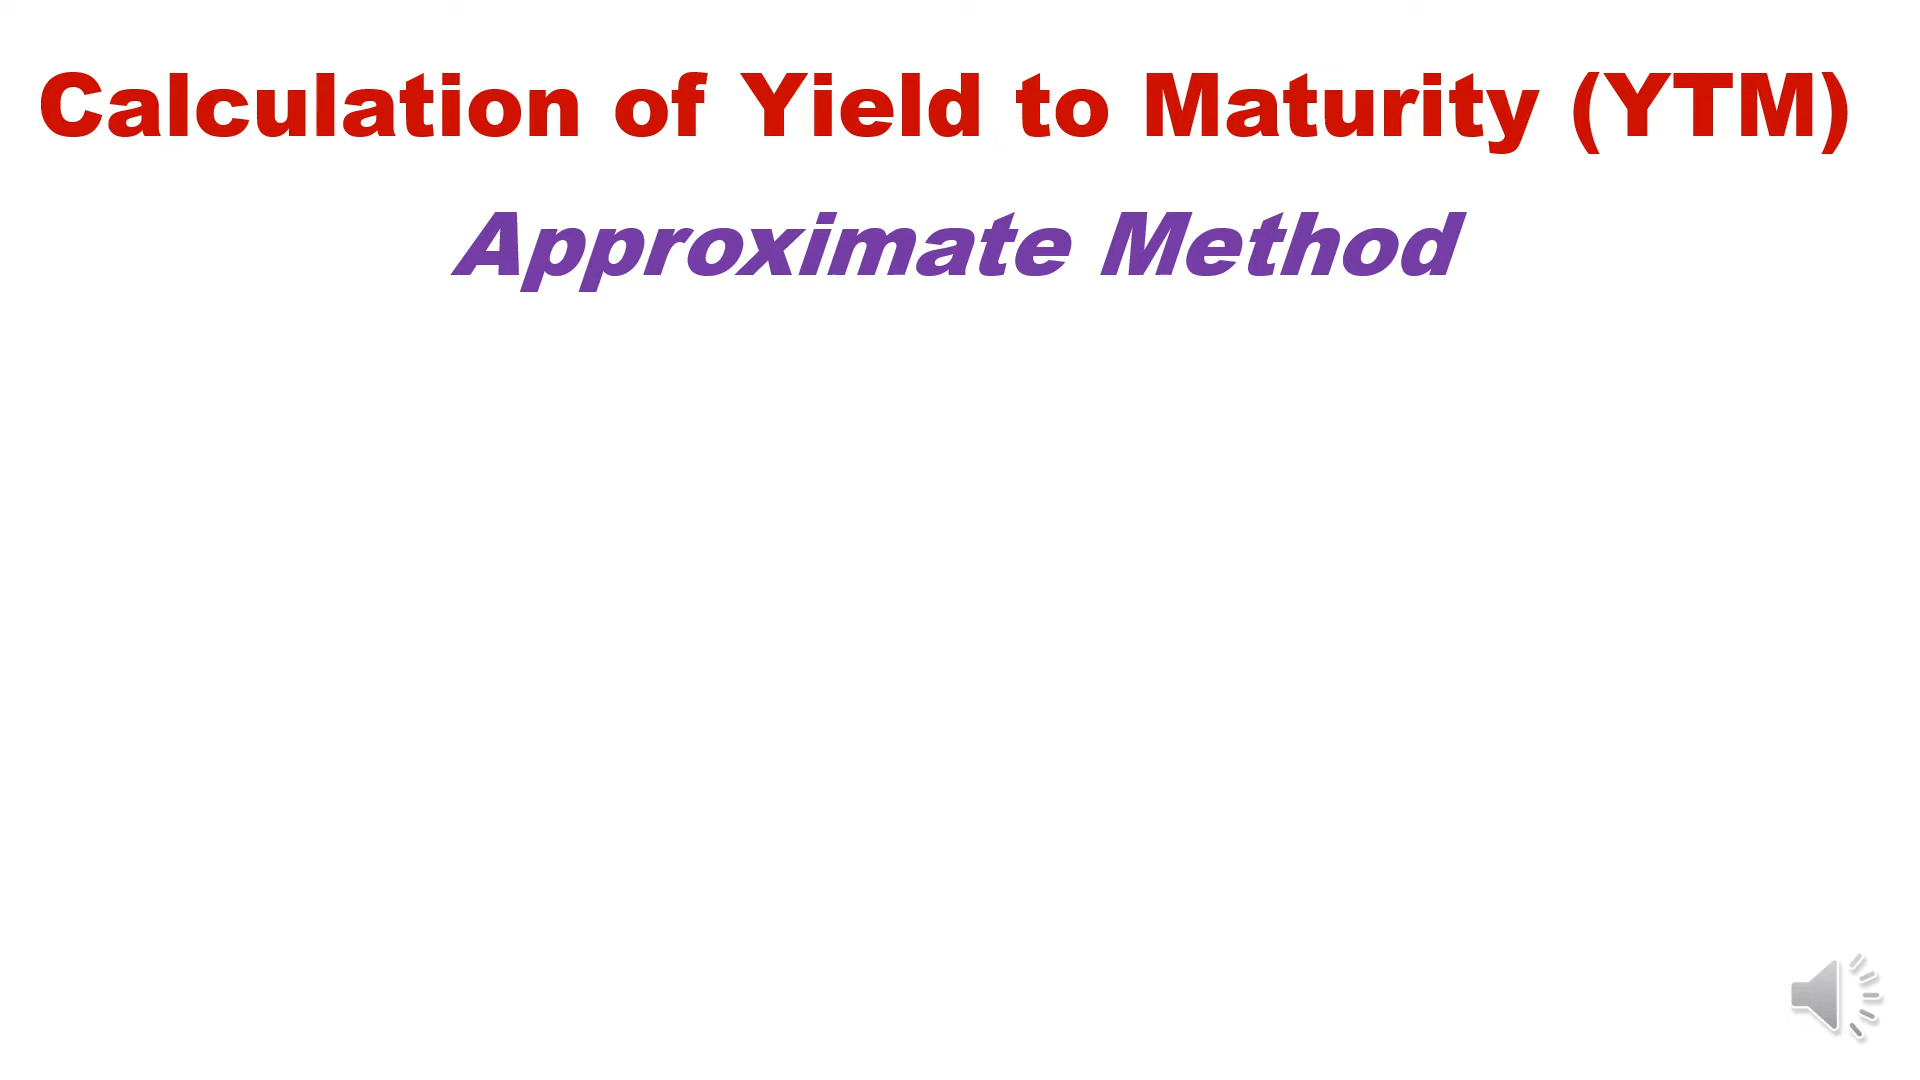 Calculation of Yield to Maturity (YTM)
Approximate Method